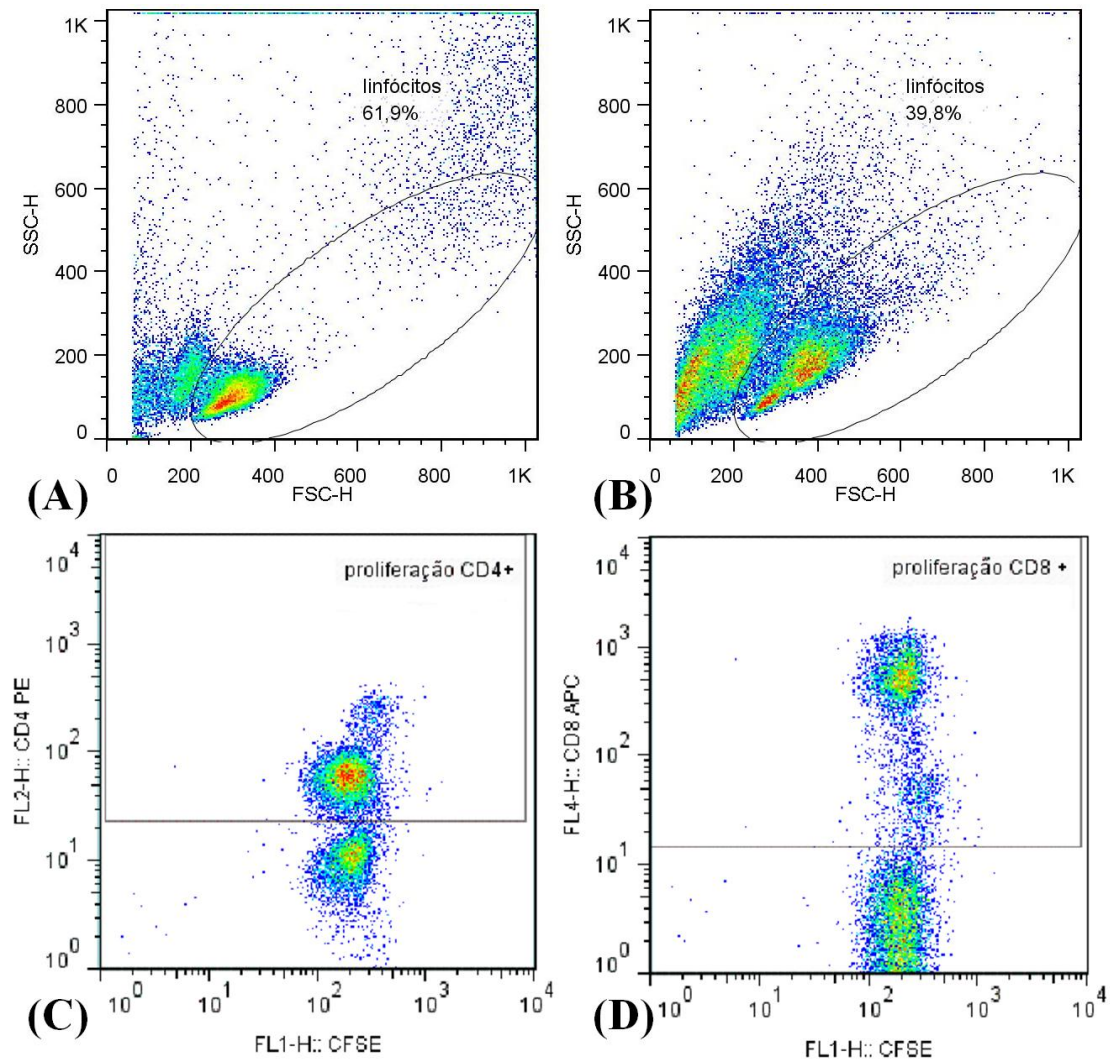 1K
800
600
400
200
0
SSC-H
linfócitos
61,9%
0 200 400 600 800 1K
FSC-H
(A)
1K
800
600
400
200
0
SSC-H
linfócitos
39,8%
0 200 400 600 800 1K
FSC-H
(B)
10^4
10^3
10^2
10^1
10^0
FL2-H:: CD4 PE
proliferação CD4+
10^0 10^1 10^2 10^3 10^4
FL1-H:: CFSE
(C)
10^4
10^3
10^2
10^1
10^0
FL4-H:: CD8 APC
proliferação CD8 +
10^0 10^1 10^2 10^3 10^4
FL1-H:: CFSE
(D)